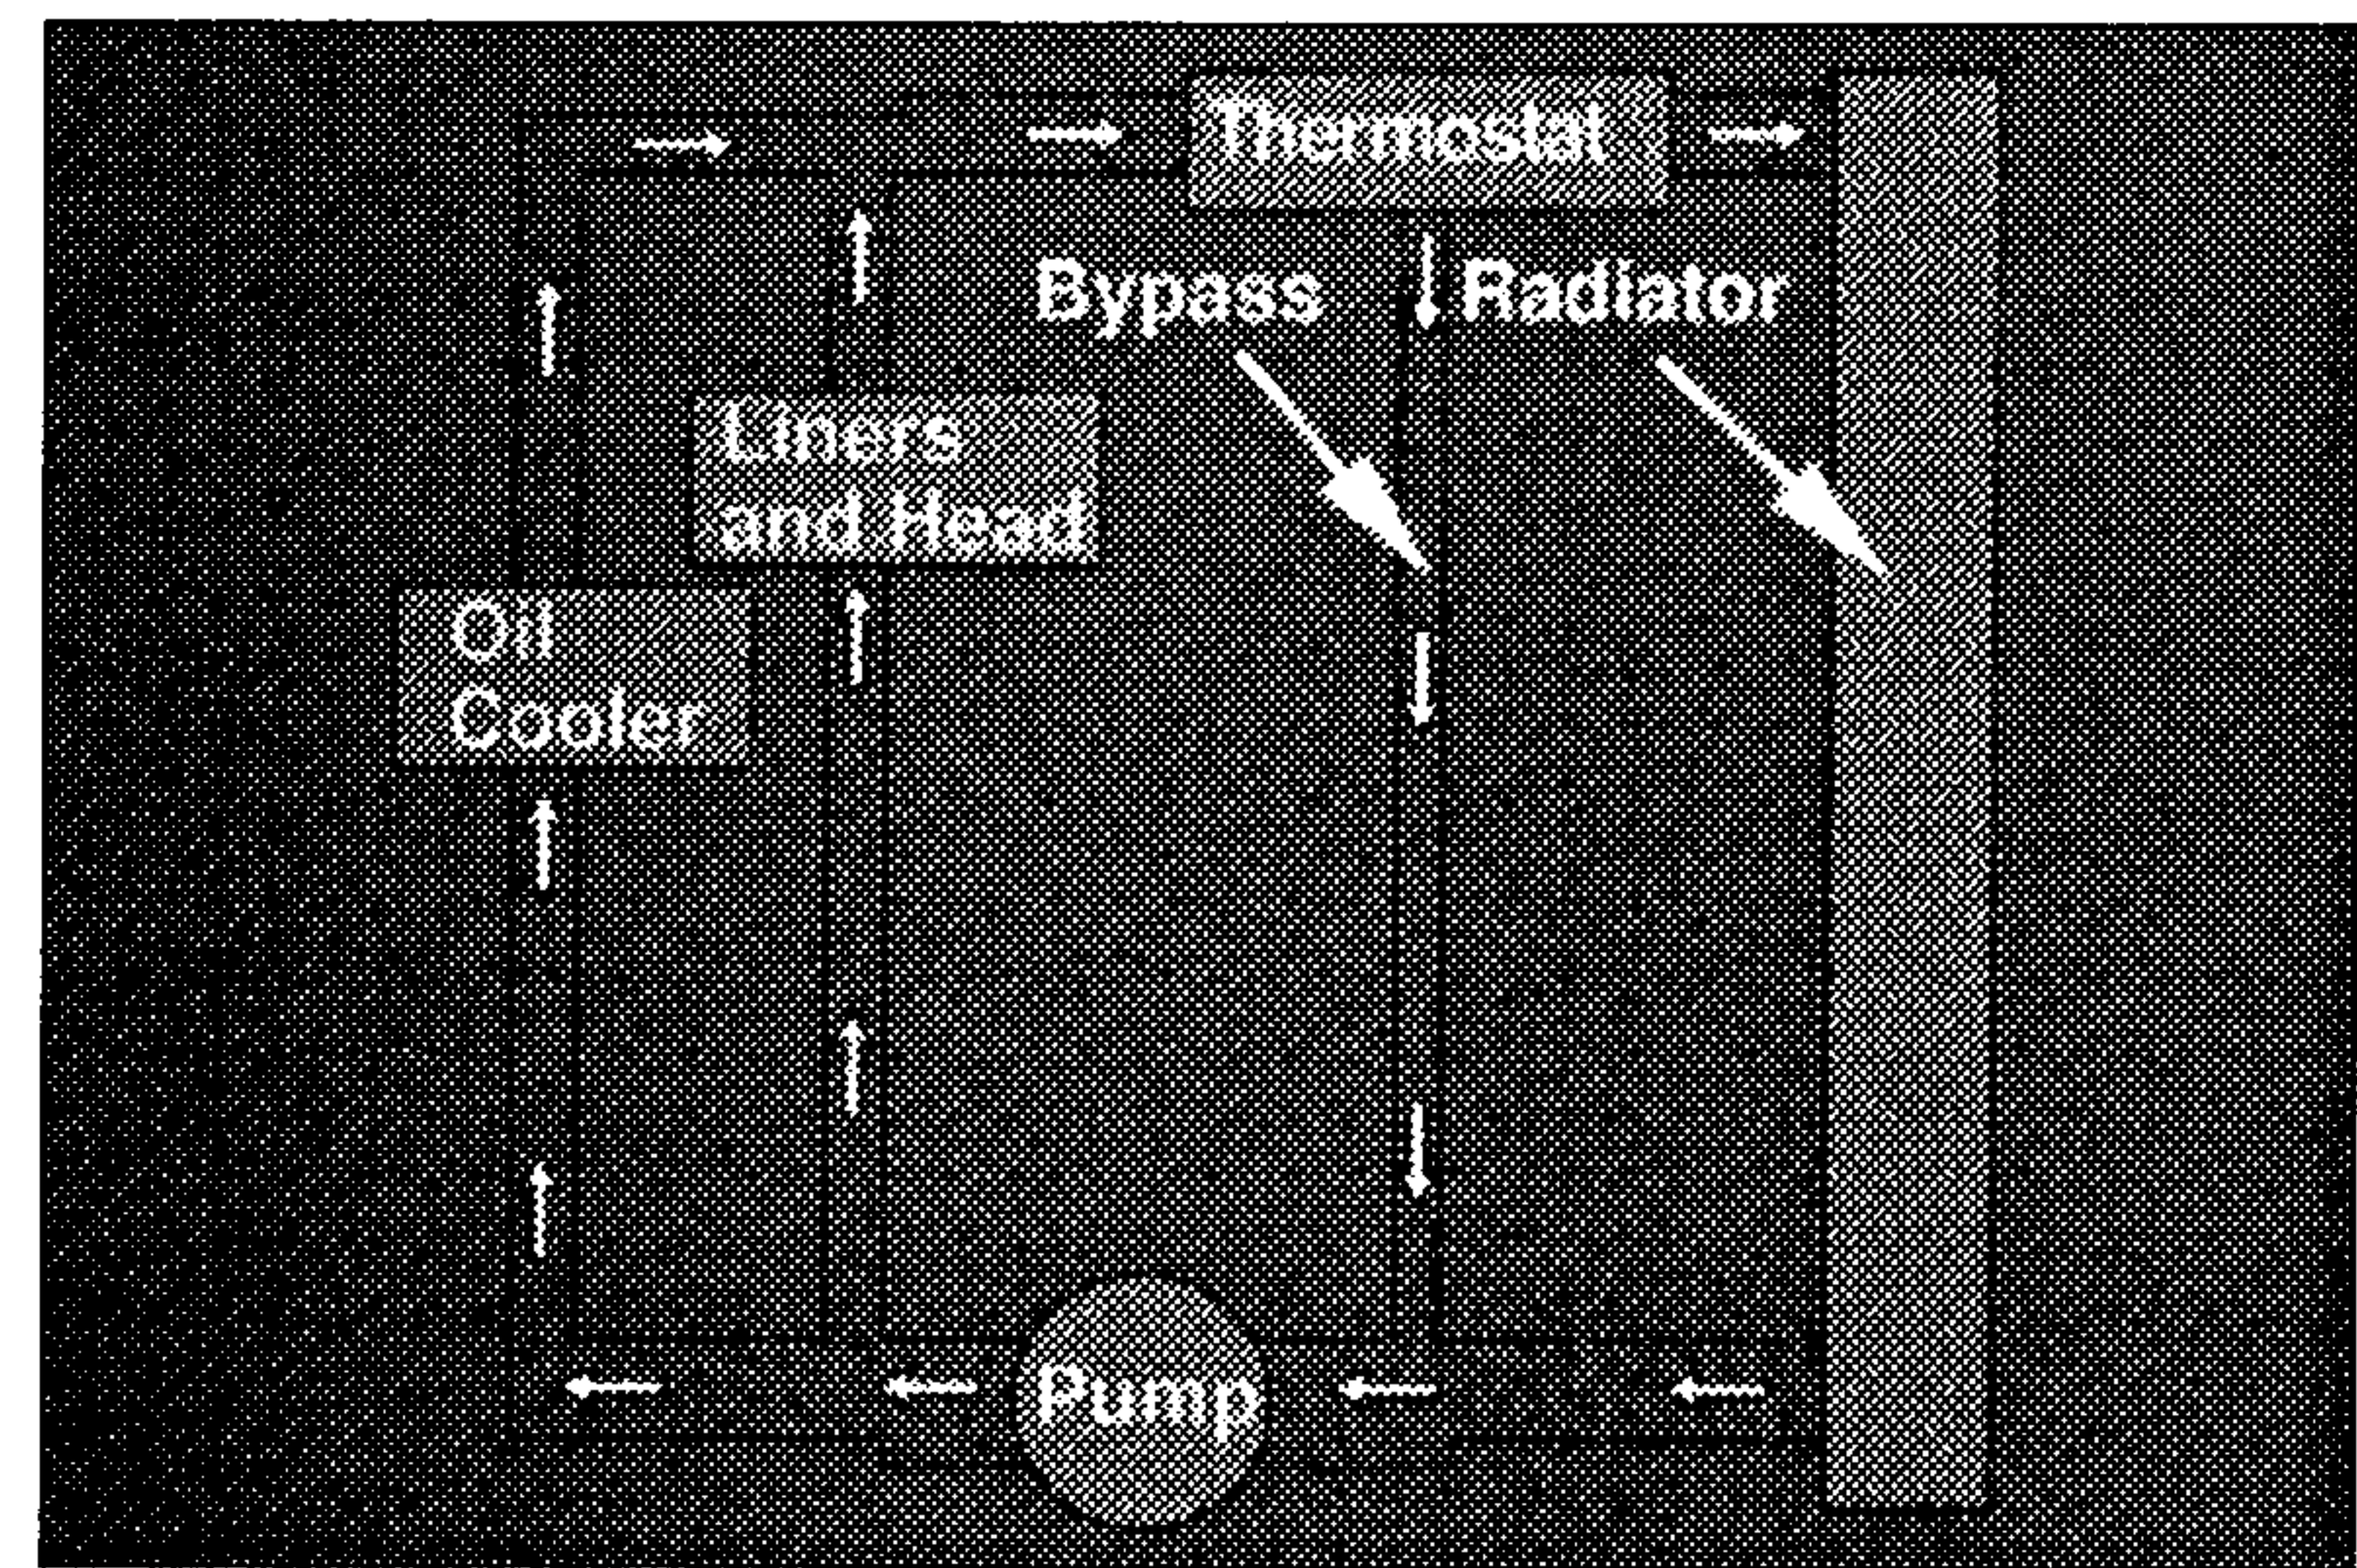 Thermostat
Bypass
Radiator
Liners
and Head
Oil
Cooler
Pump